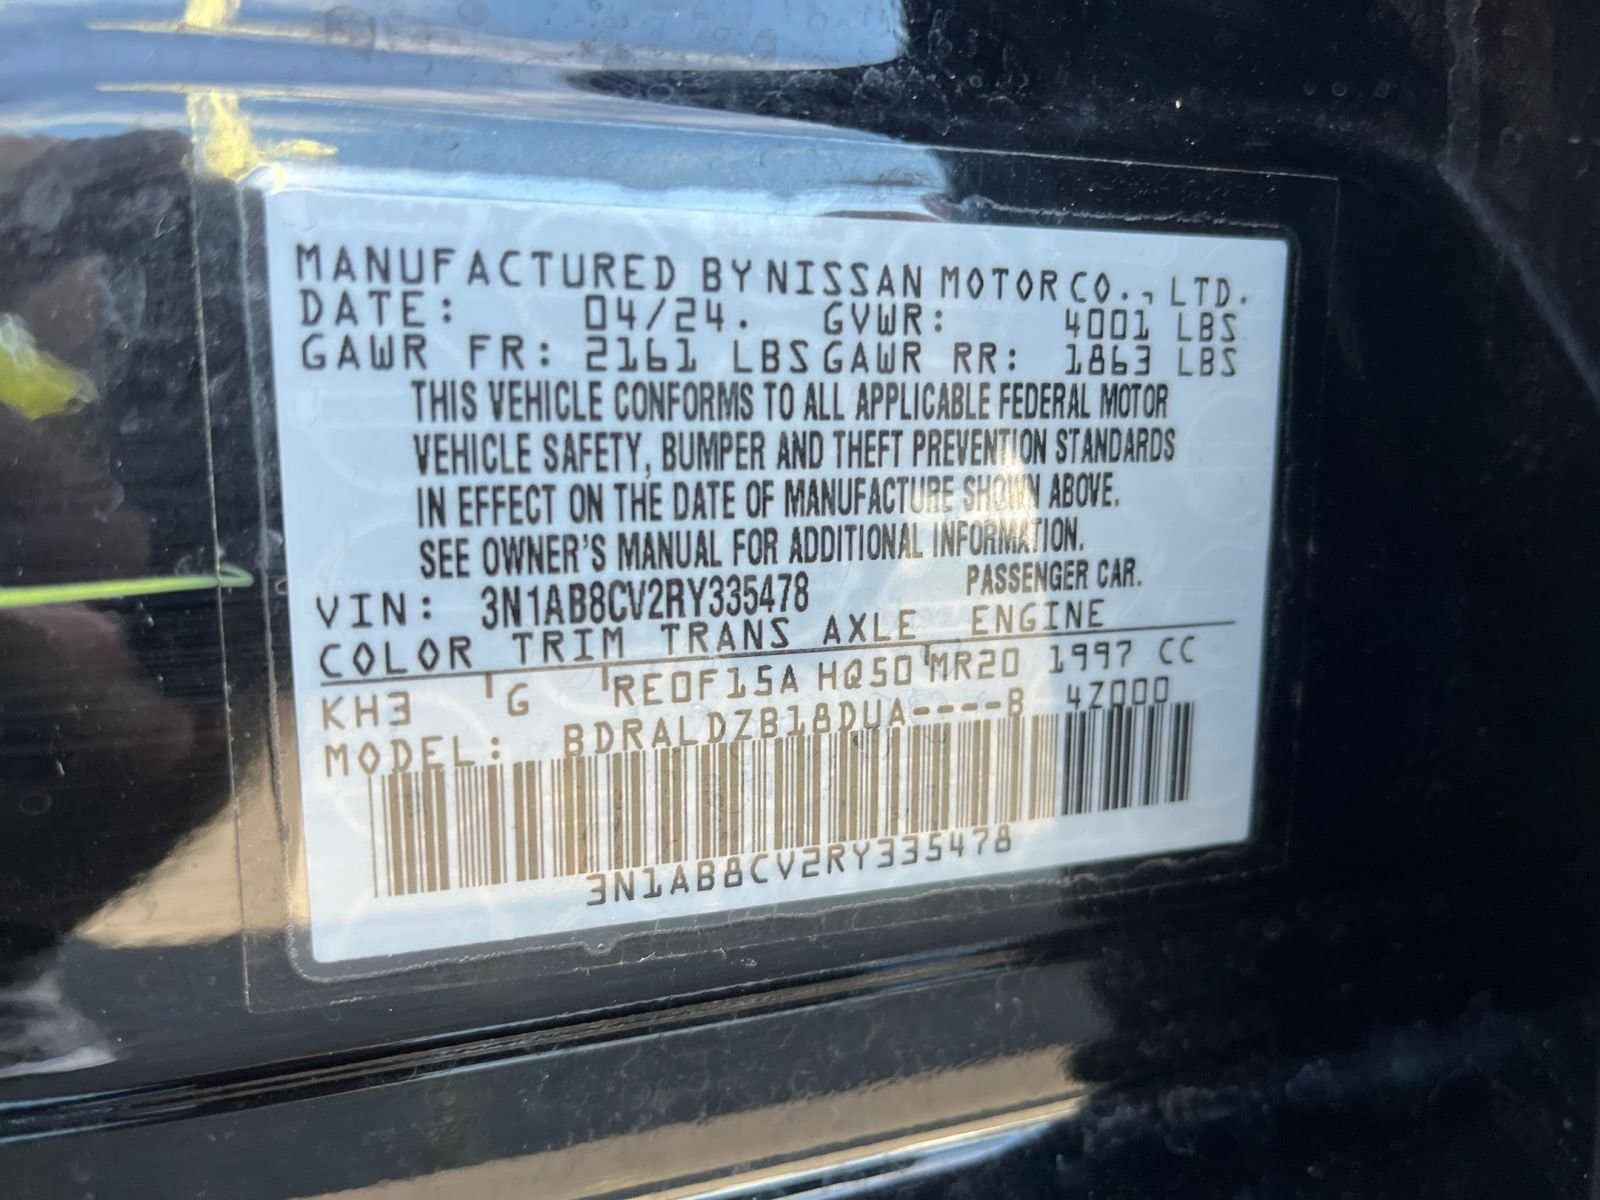 MANUFACTURED BY NISSAN MOTOR CO., LTD.
DATE: 04/24. GVWR: 4001 LBS
GAWR FR: 2161 LBS GAWR RR: 1863 LBS
THIS VEHICLE CONFORMS TO ALL APPLICABLE FEDERAL MOTOR
VEHICLE SAFETY, BUMPER AND THEFT PREVENTION STANDARDS
IN EFFECT ON THE DATE OF MANUFACTURE SHOWN ABOVE.
SEE OWNER'S MANUAL FOR ADDITIONAL INFORMATION.
VIN: 3N1AB8CV2RY335478 PASSENGER CAR.
COLOR TRIM TRANS AXLE ENGINE
KH3 G RE0F15A HQ50 MR20 1997 CC
MODEL: BDRALDZB18DUA----B 4Z000
3N1AB8CV2RY335478